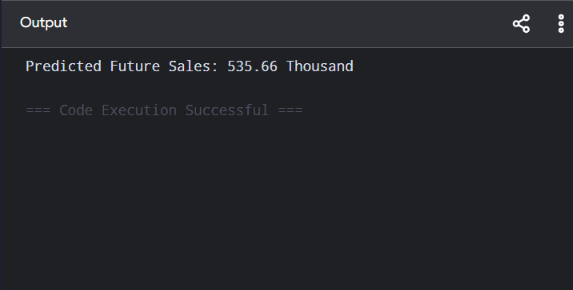 Output
Predicted Future Sales: 535.66 Thousand
=== Code Execution Successful ===